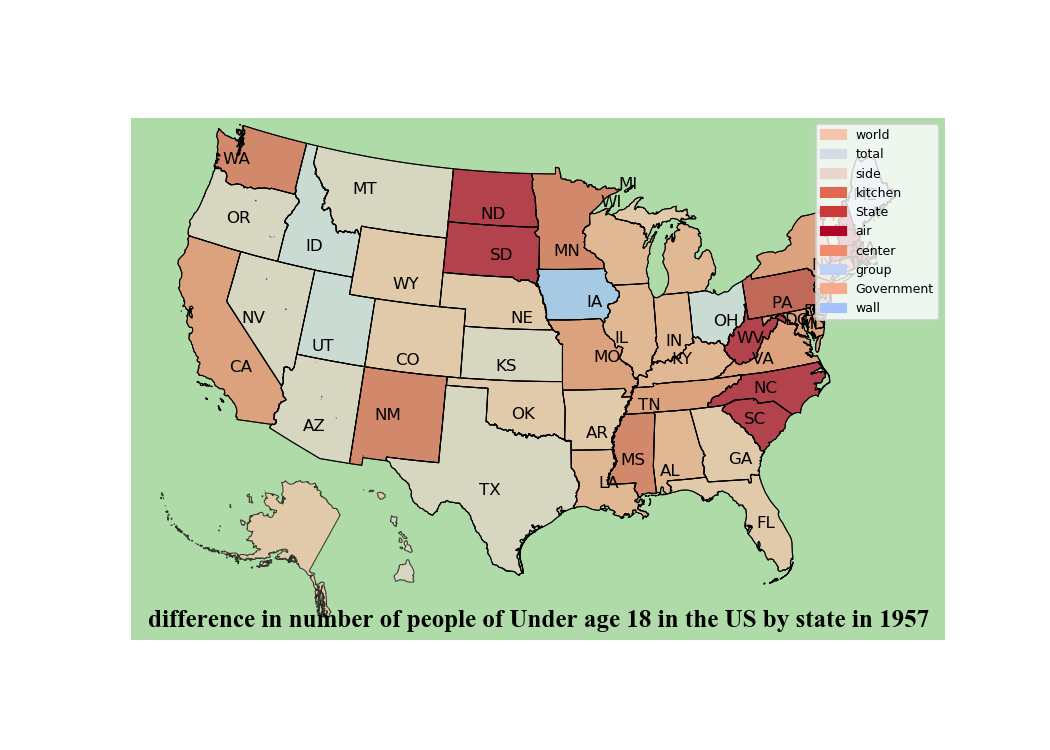 world
total
side
kitchen
State
air
center
group
Government
wall
WA
MT
ND
MI
WI
OR
ID
SD
MN
WY
IA
PA
NV
NE
OH
DC
MD
UT
CO
KS
IL
IN
WV
CA
MO
KY
VA
NC
AZ
NM
OK
TN
SC
AR
MS
AL
GA
TX
LA
FL
difference in number of people of Under age 18 in the US by state in 1957